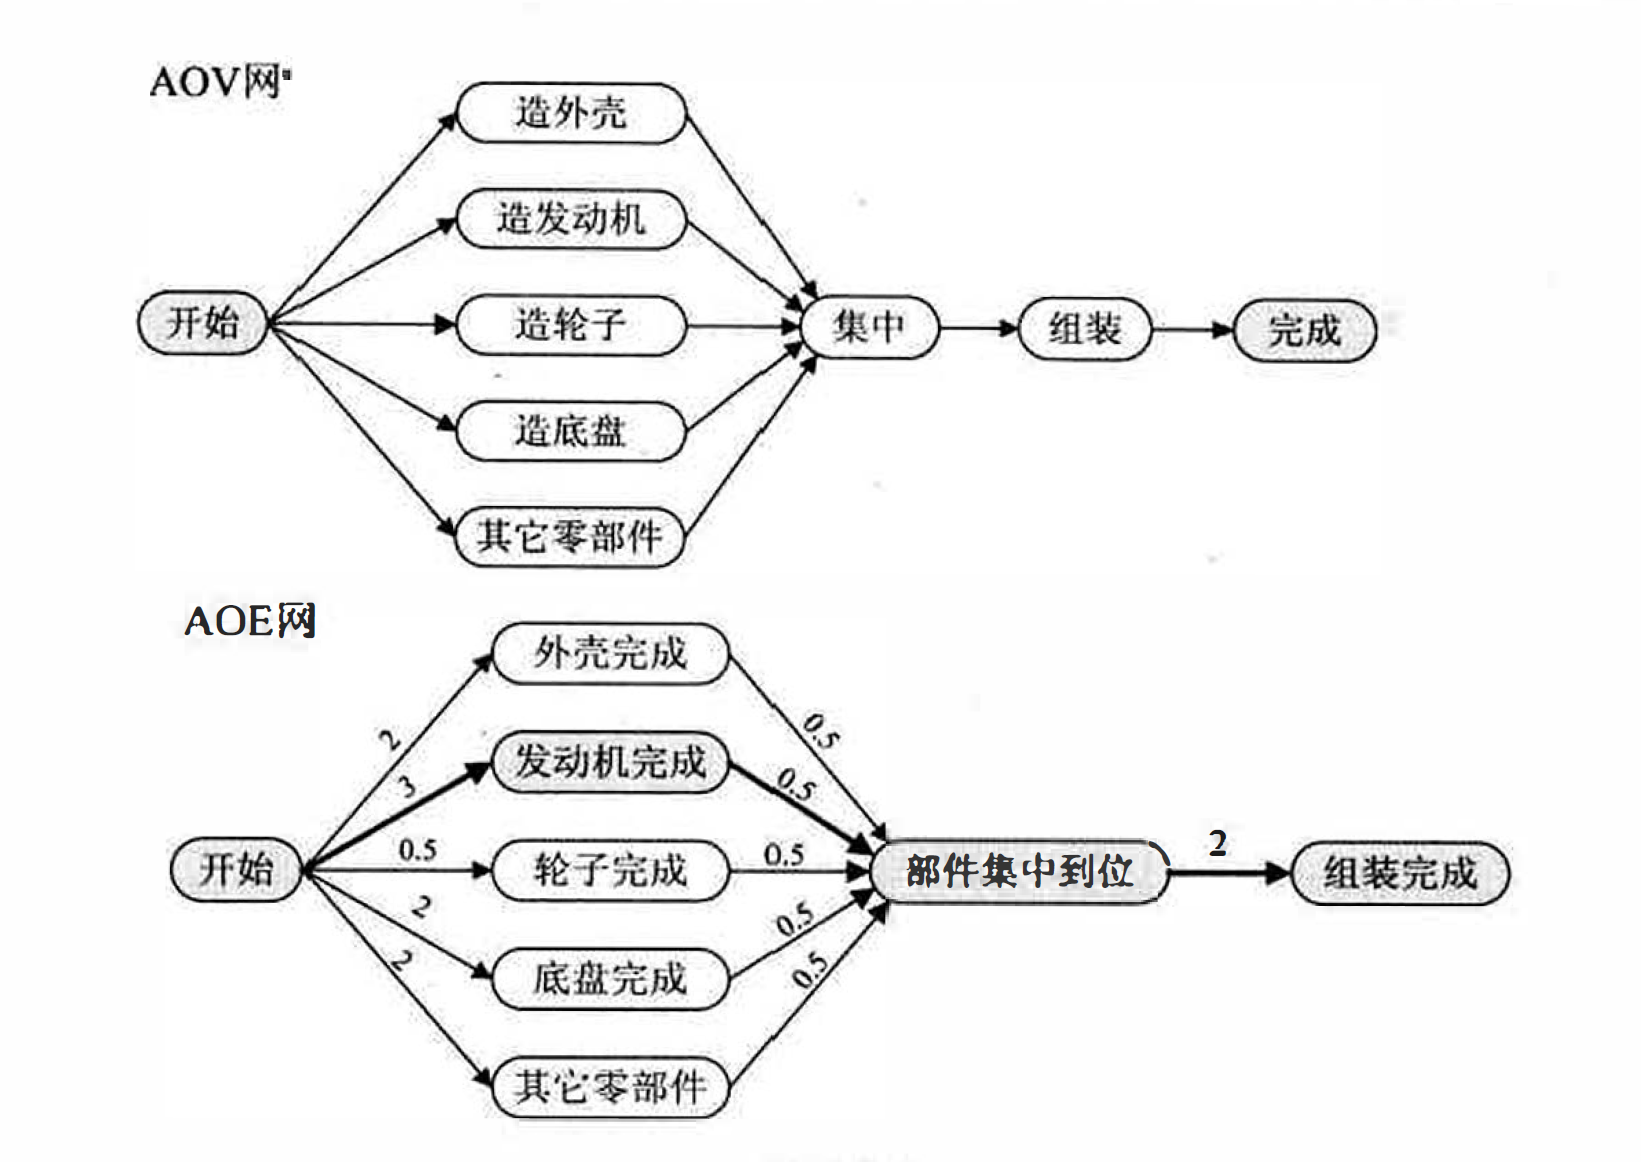 AOV网
造外壳
造发动机
开始
造轮子
集中
组装
完成
造底盘
其它零部件
AOE网
外壳完成
2
0.5
发动机完成
3
0.5
开始
0.5
轮子完成
0.5
部件集中到位
2
组装完成
2
底盘完成
0.5
2
其它零部件
0.5